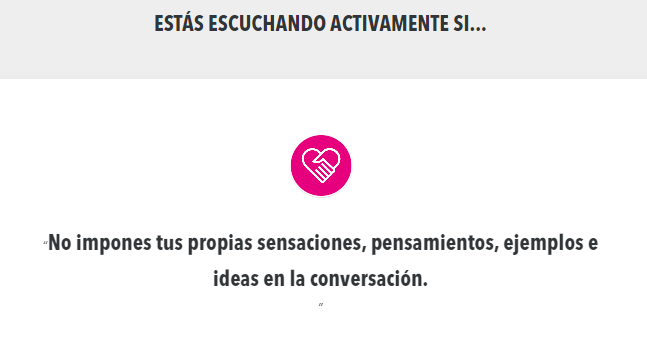 ESTÁS ESCUCHANDO ACTIVAMENTE SI...
“No impones tus propias sensaciones, pensamientos, ejemplos e
ideas en la conversación.
“